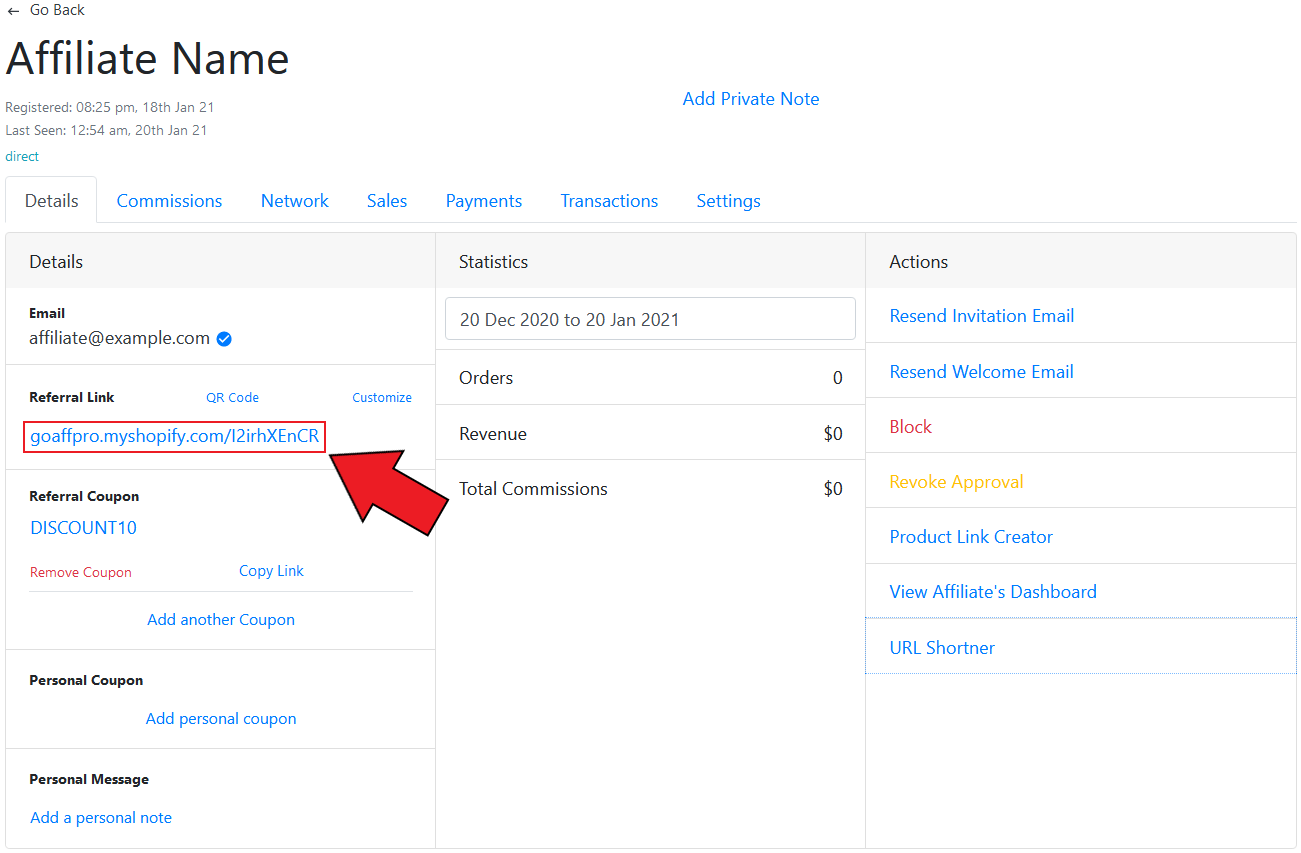 ← Go Back
Affiliate Name
Registered: 08:25 pm, 18th Jan 21
Last Seen: 12:54 am, 20th Jan 21
direct
Add Private Note
Details Commissions Network Sales Payments Transactions Settings
Details
Email
affiliate@example.com
Referral Link QR Code Customize
goaffpro.myshopify.com/I2irhXEnCR
Referral Coupon
DISCOUNT10
Remove Coupon Copy Link
Add another Coupon
Personal Coupon
Add personal coupon
Personal Message
Add a personal note
Statistics
20 Dec 2020 to 20 Jan 2021
Orders 0
Revenue $0
Total Commissions $0
Actions
Resend Invitation Email
Resend Welcome Email
Block
Revoke Approval
Product Link Creator
View Affiliate's Dashboard
URL Shortner